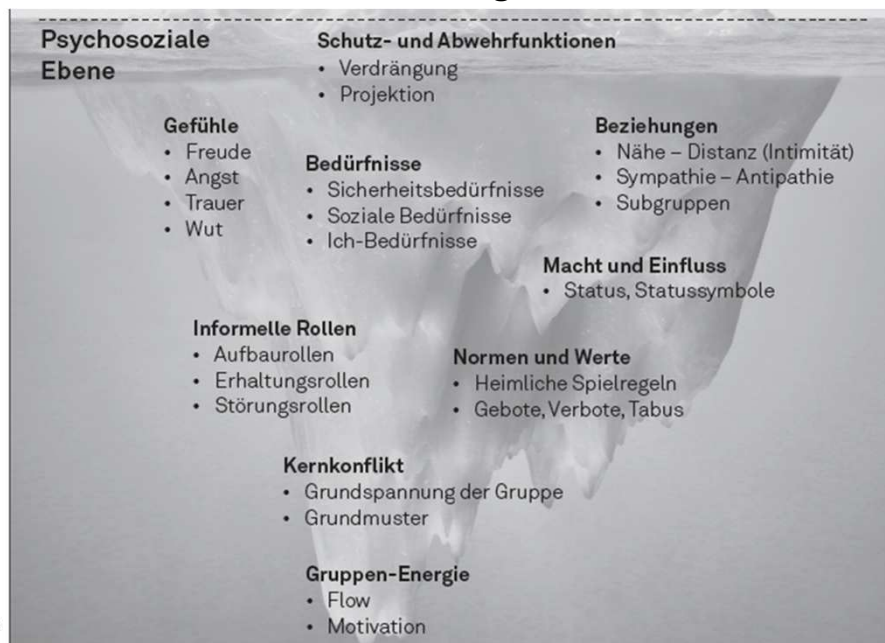 Psychosoziale
Ebene
Schutz- und Abwehrfunktionen
• Verdrängung
• Projektion
Gefühle
• Freude
• Angst
• Trauer
• Wut
Bedürfnisse
• Sicherheitsbedürfnisse
• Soziale Bedürfnisse
• Ich-Bedürfnisse
Beziehungen
• Nähe – Distanz (Intimität)
• Sympathie – Antipathie
• Subgruppen
Macht und Einfluss
• Status, Statussymbole
Informelle Rollen
• Aufbaurollen
• Erhaltungsrollen
• Störungsrollen
Normen und Werte
• Heimliche Spielregeln
• Gebote, Verbote, Tabus
Kernkonflikt
• Grundspannung der Gruppe
• Grundmuster
Gruppen-Energie
• Flow
• Motivation